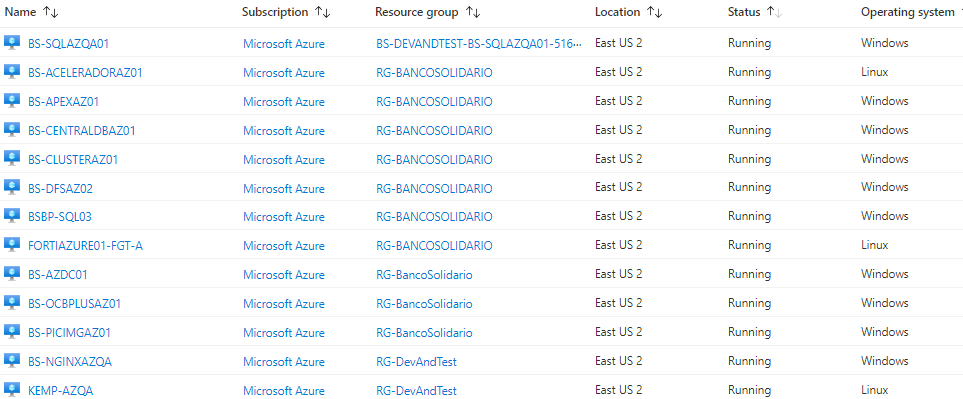 Name ↑↓ Subscription ↑↓ Resource group ↑↓ Location ↑↓ Status ↑↓ Operating system
BS-SQLAZQA01 Microsoft Azure BS-DEVANDTEST-BS-SQLAZQA01-516… East US 2 Running Windows
BS-ACELERADORAZ01 Microsoft Azure RG-BANCOSOLIDARIO East US 2 Running Linux
BS-APEXAZ01 Microsoft Azure RG-BANCOSOLIDARIO East US 2 Running Windows
BS-CENTRALDBAZ01 Microsoft Azure RG-BANCOSOLIDARIO East US 2 Running Windows
BS-CLUSTERAZ01 Microsoft Azure RG-BANCOSOLIDARIO East US 2 Running Windows
BS-DFSAZ02 Microsoft Azure RG-BANCOSOLIDARIO East US 2 Running Windows
BSBP-SQL03 Microsoft Azure RG-BANCOSOLIDARIO East US 2 Running Windows
FORTIAZURE01-FGT-A Microsoft Azure RG-BANCOSOLIDARIO East US 2 Running Linux
BS-AZDC01 Microsoft Azure RG-BancoSolidario East US 2 Running Windows
BS-OCBPLUSAZ01 Microsoft Azure RG-BancoSolidario East US 2 Running Windows
BS-PICIMGAZ01 Microsoft Azure RG-BancoSolidario East US 2 Running Windows
BS-NGINXAZQA Microsoft Azure RG-DevAndTest East US 2 Running Windows
KEMP-AZQA Microsoft Azure RG-DevAndTest East US 2 Running Linux